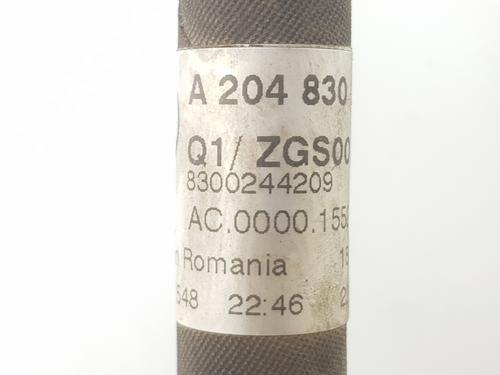 A 204 830
Q1/ ZGS00
8300244209
AC.0000.155
Romania
548 22:46